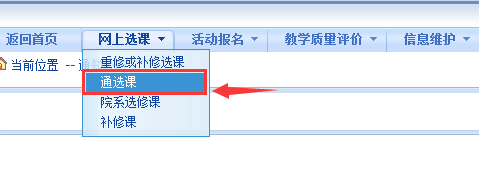 返回首页 网上选课 活动报名 教学质量评价 信息维护
当前位置 -- 通
重修或补修选课
通选课
院系选修课
补修课